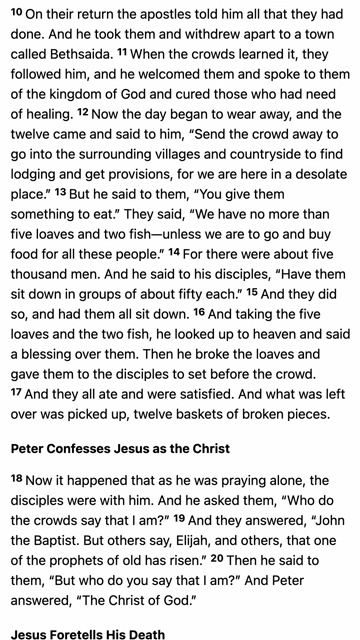 10 On their return the apostles told him all that they had
done. And he took them and withdrew apart to a town
called Bethsaida. 11 When the crowds learned it, they
followed him, and he welcomed them and spoke to them
of the kingdom of God and cured those who had need
of healing. 12 Now the day began to wear away, and the
twelve came and said to him, “Send the crowd away to
go into the surrounding villages and countryside to find
lodging and get provisions, for we are here in a desolate
place.” 13 But he said to them, “You give them
something to eat.” They said, “We have no more than
five loaves and two fish—unless we are to go and buy
food for all these people.” 14 For there were about five
thousand men. And he said to his disciples, “Have them
sit down in groups of about fifty each.” 15 And they did
so, and had them all sit down. 16 And taking the five
loaves and the two fish, he looked up to heaven and said
a blessing over them. Then he broke the loaves and
gave them to the disciples to set before the crowd.
17 And they all ate and were satisfied. And what was left
over was picked up, twelve baskets of broken pieces.
Peter Confesses Jesus as the Christ
18 Now it happened that as he was praying alone, the
disciples were with him. And he asked them, “Who do
the crowds say that I am?” 19 And they answered, “John
the Baptist. But others say, Elijah, and others, that one
of the prophets of old has risen.” 20 Then he said to
them, “But who do you say that I am?” And Peter
answered, “The Christ of God.”
Jesus Foretells His Death